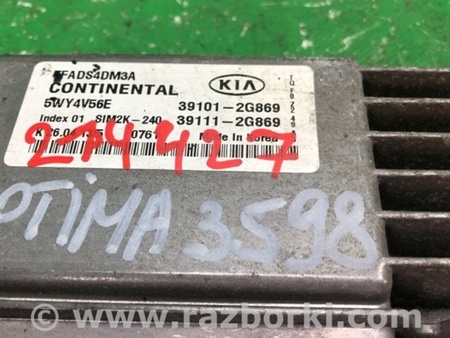 FADS4DM3A
CONTINENTAL
KIA
5WY4V56E
39101-2G869
Index 01
SIM2K-240
39111-2G869
Made In Korea
OTIMA 3598
www.razborki.com